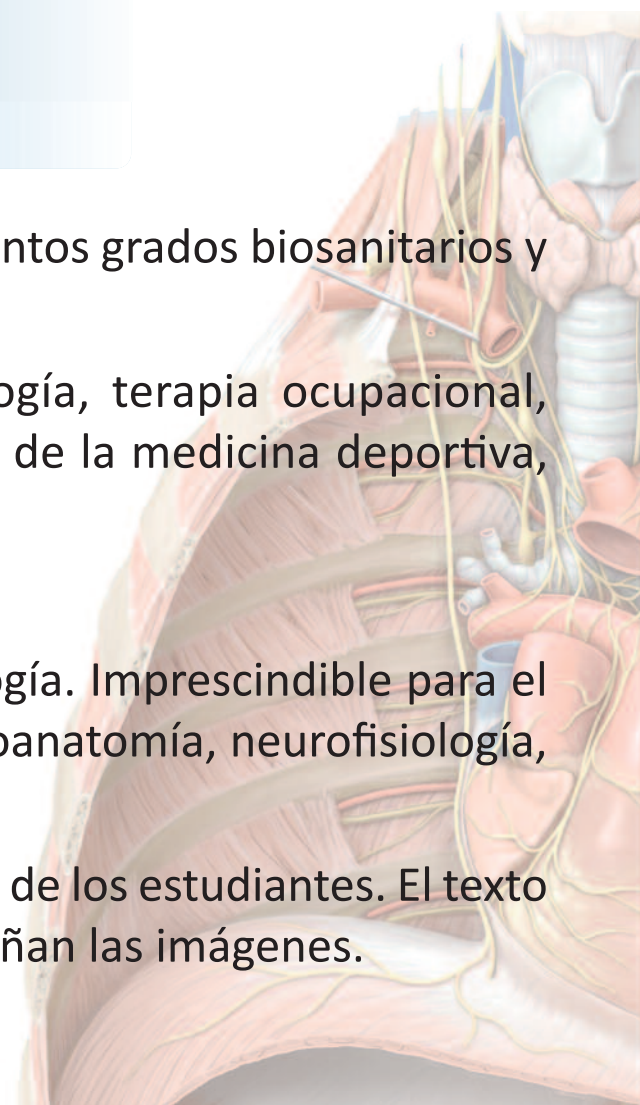 ntos grados biosanitarios y
ogía, terapia ocupacional,
de la medicina deportiva,
gía. Imprescindible para el
oanatomía, neurofisiología,
de los estudiantes. El texto
ñan las imágenes.